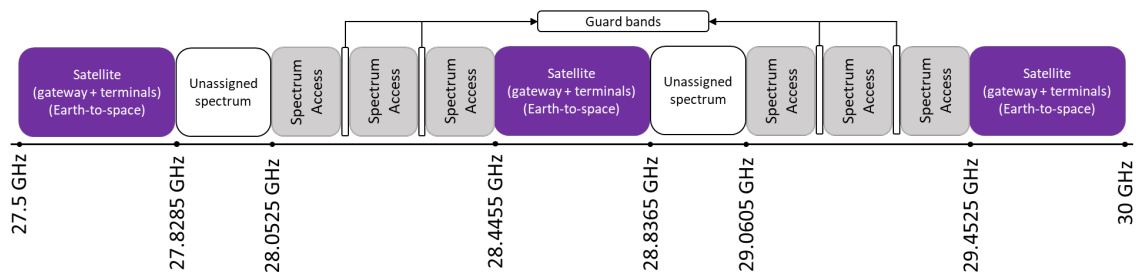 Guard bands
Satellite
(gateway + terminals)
(Earth-to-space)
Unassigned
spectrum
Spectrum
Access
Spectrum
Access
Spectrum
Access
Satellite
(gateway + terminals)
(Earth-to-space)
Unassigned
spectrum
Spectrum
Access
Spectrum
Access
Spectrum
Access
Satellite
(gateway + terminals)
(Earth-to-space)
27.5 GHz
27.8285 GHz
28.0525 GHz
28.4455 GHz
28.8365 GHz
29.0605 GHz
29.4525 GHz
30 GHz